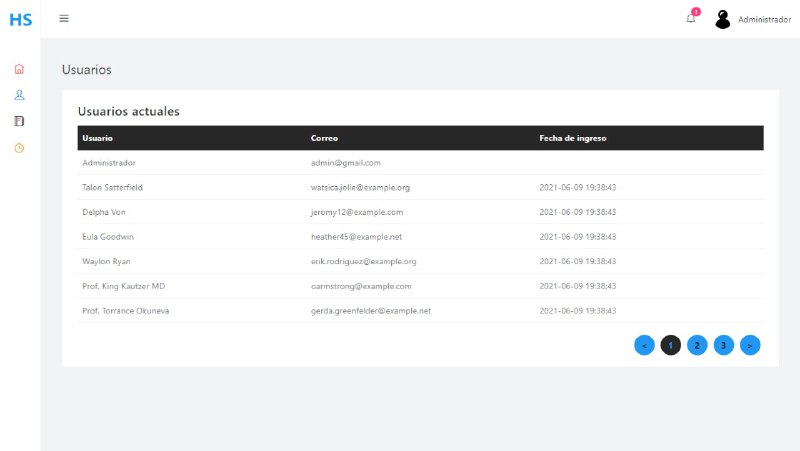 HS
1
Administrador
Usuarios
Usuarios actuales
Usuario Correo Fecha de ingreso
Administrador admin@gmail.com
Talon Satterfield watsica.jolie@example.org 2021-06-09 19:38:43
Delpha Von jeromy12@example.com 2021-06-09 19:38:43
Eula Goodwin heather45@example.net 2021-06-09 19:38:43
Waylon Ryan erik.rodriguez@example.org 2021-06-09 19:38:43
Prof. King Kautzer MD oarmstrong@example.com 2021-06-09 19:38:43
Prof. Torrance Okuneva gerda.greenfelder@example.net 2021-06-09 19:38:43
< 1 2 3 >